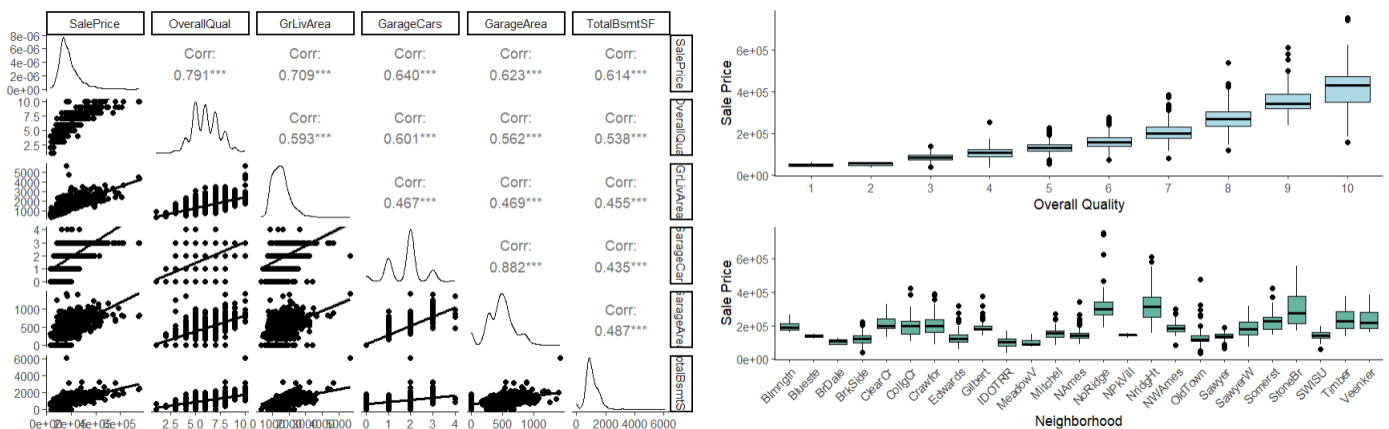 SalePrice OverallQual GrLivArea GarageCars GarageArea TotalBsmtSF
8e-06
6e-06
4e-06
2e-06
0e+00
Corr:
0.791***
Corr:
0.709***
Corr:
0.640***
Corr:
0.623***
Corr:
0.614***
SalePrice
10.0
7.5
5.0
2.5
Corr:
0.593***
Corr:
0.601***
Corr:
0.562***
Corr:
0.538***
OverallQual
5000
4000
3000
2000
1000
Corr:
0.467***
Corr:
0.469***
Corr:
0.455***
GrLivArea
4
3
2
1
0
Corr:
0.882***
Corr:
0.435***
GarageCar
1000
500
0
Corr:
0.487***
GarageArea
6000
4000
2000
0
otalBsmtS
2.5 5.0 7.5 10.0
0 1 2 3 4
0 500 1000
0 2000 4000 6000
Sale Price
6e+05
4e+05
2e+05
0e+00
1 2 3 4 5 6 7 8 9 10
Overall Quality
Sale Price
6e+05
4e+05
2e+05
0e+00
Blmngtn Blueste BrDale BrkSide ClearCr CollgCr Crawfor Edwards Gilbert IDOTRR MeadowV Mitchel NAmes NoRidge NPkVill NridgHt NWAmes OldTown Sawyer SawyerW Somerst StoneBr SWISU Timber Veenker
Neighborhood